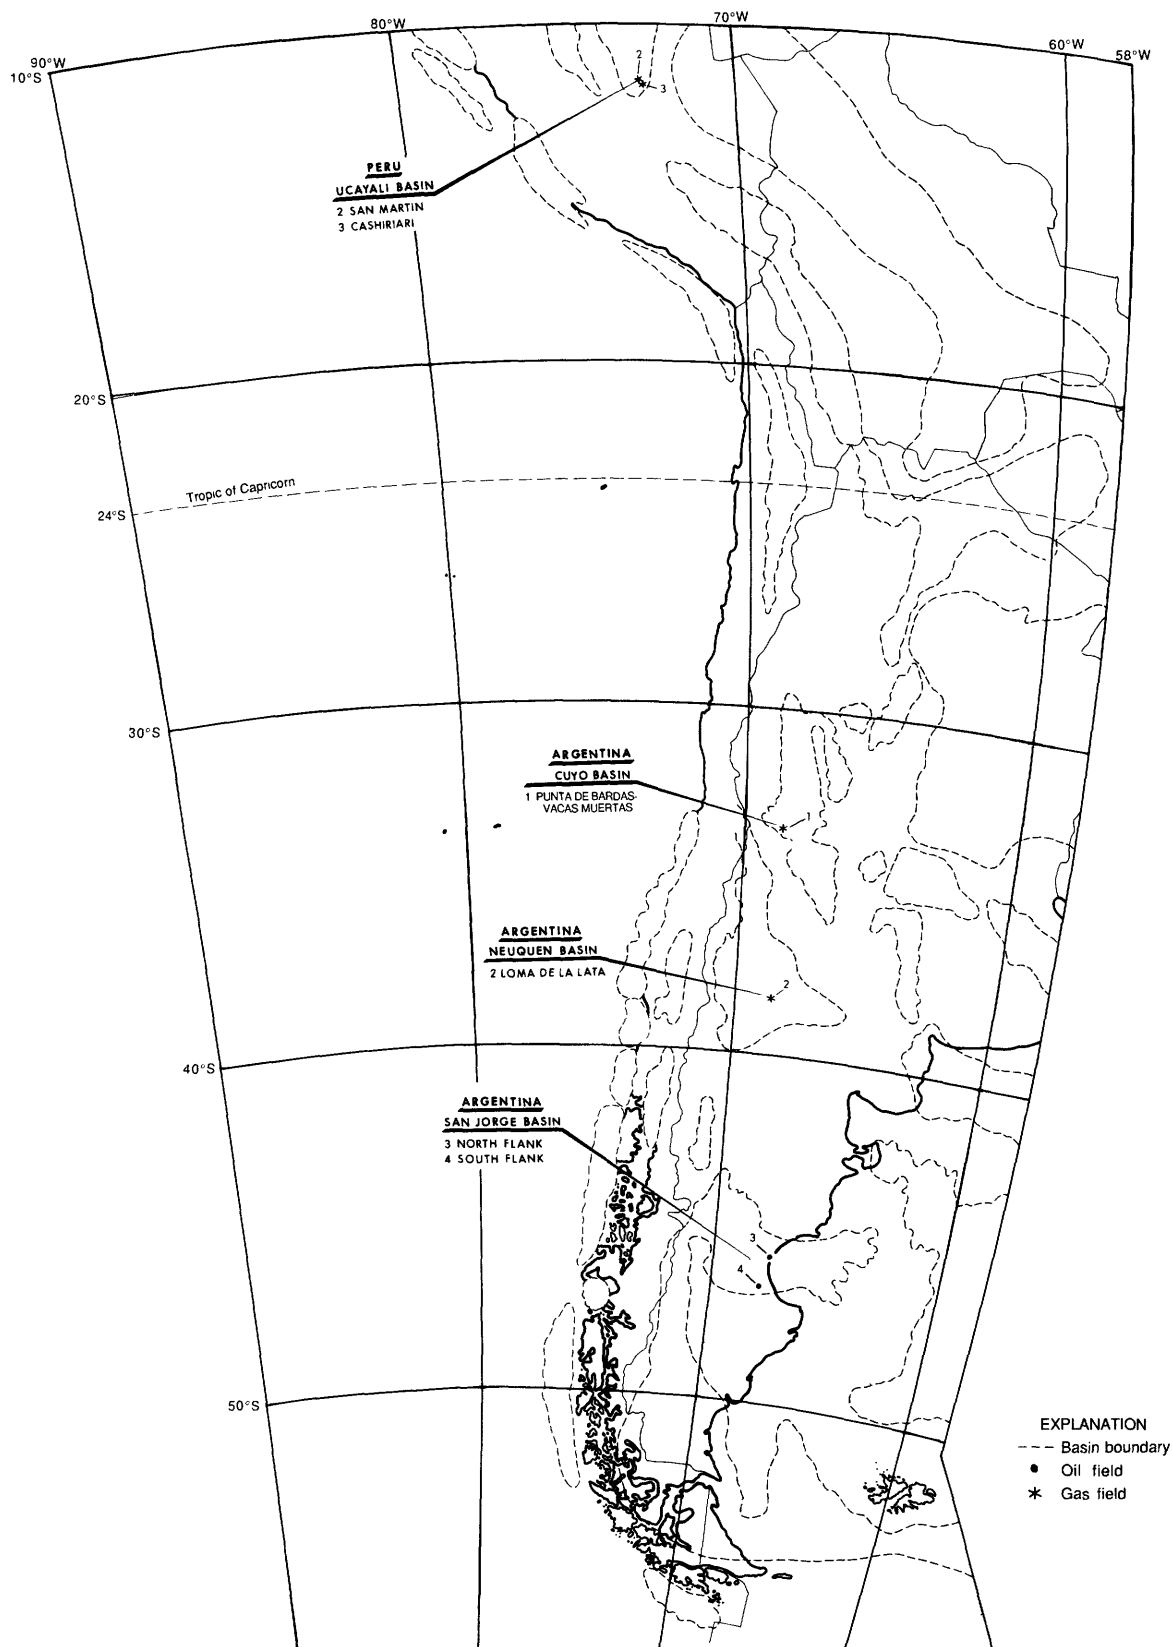 80°W
70°W
60°W
58°W
90°W
10°S
2
3
PERU
UCAYALI BASIN
2 SAN MARTIN
3 CASHIRIARI
20°S
Tropic of Capricorn
24°S
30°S
ARGENTINA
CUYO BASIN
1 PUNTA DE BARDAS-
VACAS MUERTAS
1
ARGENTINA
NEUQUEN BASIN
2 LOMA DE LA LATA
2
40°S
ARGENTINA
SAN JORGE BASIN
3 NORTH FLANK
4 SOUTH FLANK
3
4
50°S
EXPLANATION
Basin boundary
Oil field
Gas field